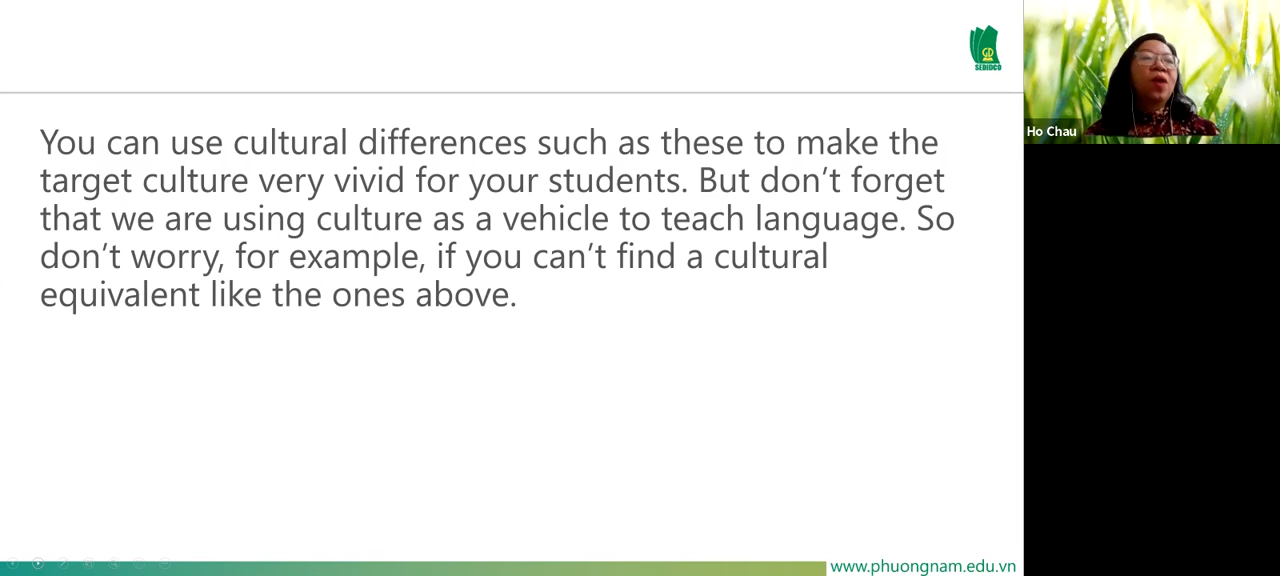 GD
SEDIDCO
You can use cultural differences such as these to make the
target culture very vivid for your students. But don’t forget
that we are using culture as a vehicle to teach language. So
don’t worry, for example, if you can’t find a cultural
equivalent like the ones above.
Ho Chau
www.phuongnam.edu.vn